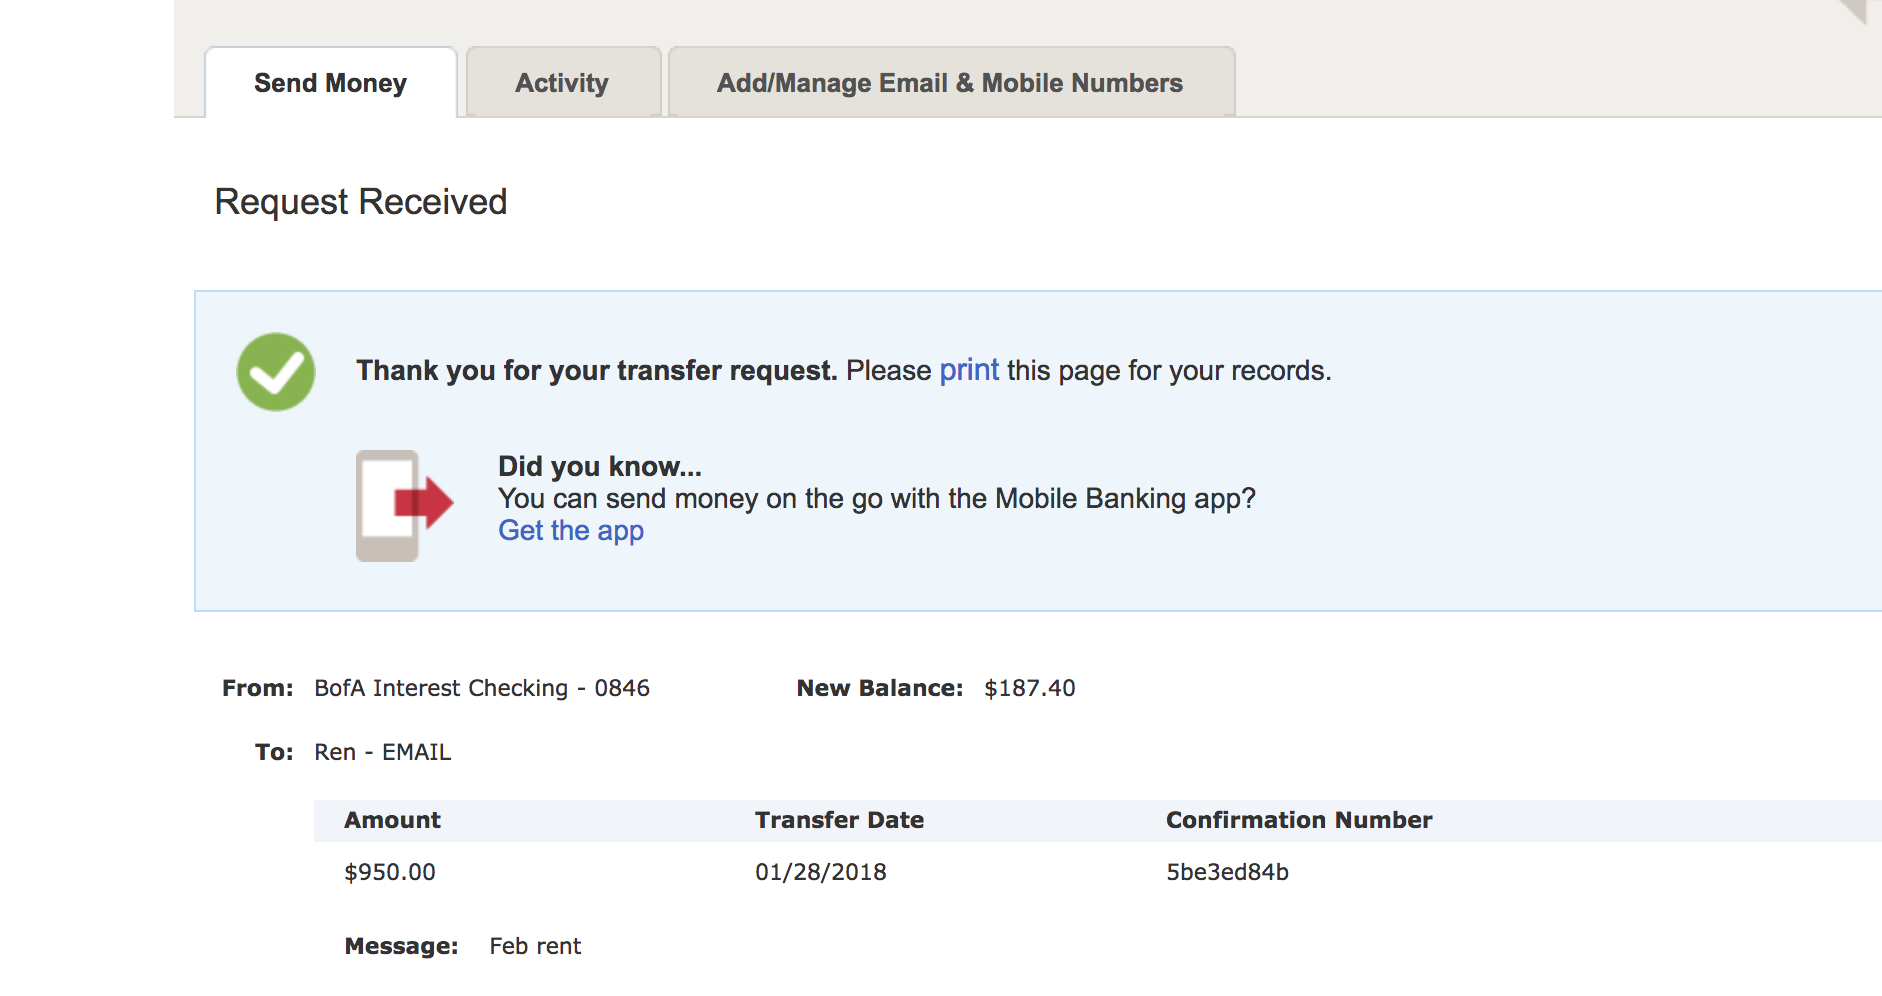 Send Money Activity Add/Manage Email & Mobile Numbers
Request Received
Thank you for your transfer request. Please print this page for your records.
Did you know...
You can send money on the go with the Mobile Banking app?
Get the app
From: BofA Interest Checking - 0846 New Balance: $187.40
To: Ren - EMAIL
Amount Transfer Date Confirmation Number
$950.00 01/28/2018 5be3ed84b
Message: Feb rent